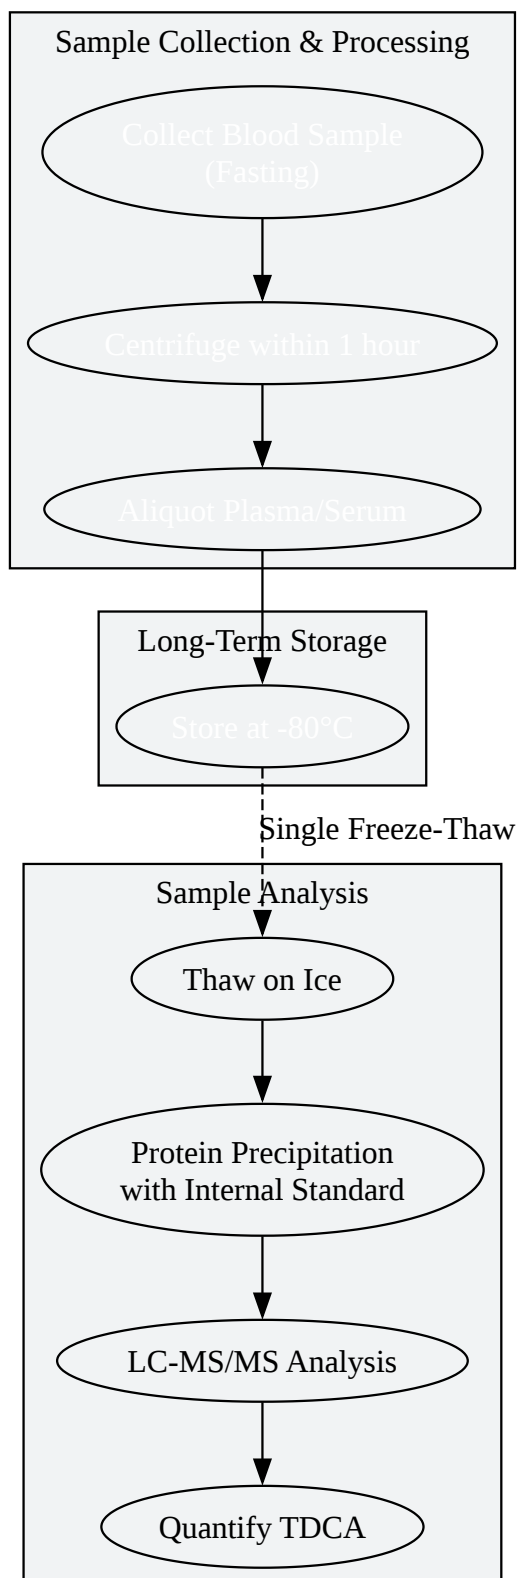 Sample Collection & Processing
Collect Blood Sample
(Fasting)
Centrifuge within 1 hour
Aliquot Plasma/Serum
Long-Term Storage
Store at -80°C
Single Freeze-Thaw
Sample Analysis
Thaw on Ice
Protein Precipitation
with Internal Standard
LC-MS/MS Analysis
Quantify TDCA